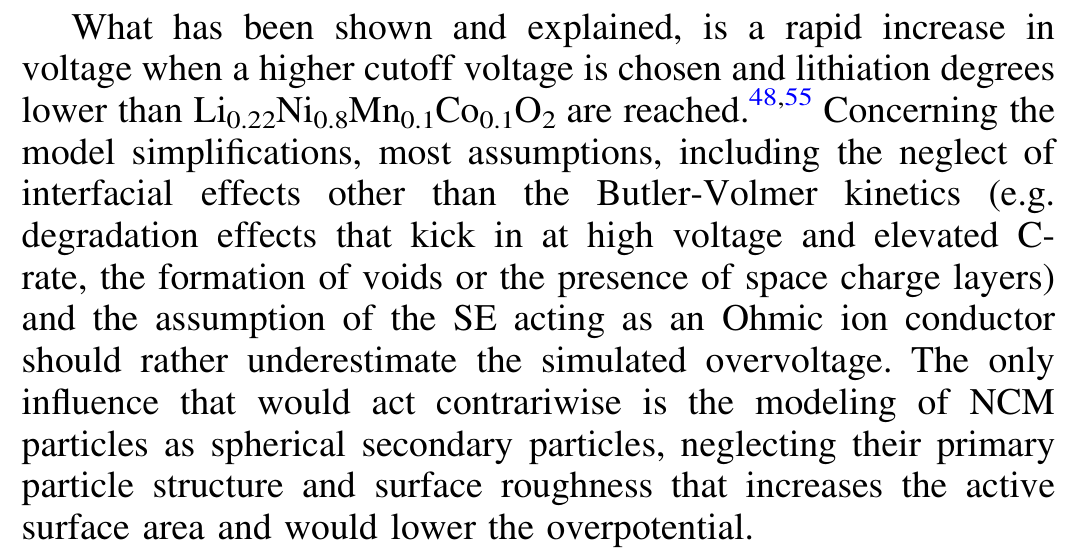 What has been shown and explained, is a rapid increase in
voltage when a higher cutoff voltage is chosen and lithiation degrees
lower than Li₀.₂₂Ni₀.₈Mn₀.₁Co₀.₁O₂ are reached.⁴⁸,⁵⁵ Concerning the
model simplifications, most assumptions, including the neglect of
interfacial effects other than the Butler-Volmer kinetics (e.g.
degradation effects that kick in at high voltage and elevated C-
rate, the formation of voids or the presence of space charge layers)
and the assumption of the SE acting as an Ohmic ion conductor
should rather underestimate the simulated overvoltage. The only
influence that would act contrariwise is the modeling of NCM
particles as spherical secondary particles, neglecting their primary
particle structure and surface roughness that increases the active
surface area and would lower the overpotential.